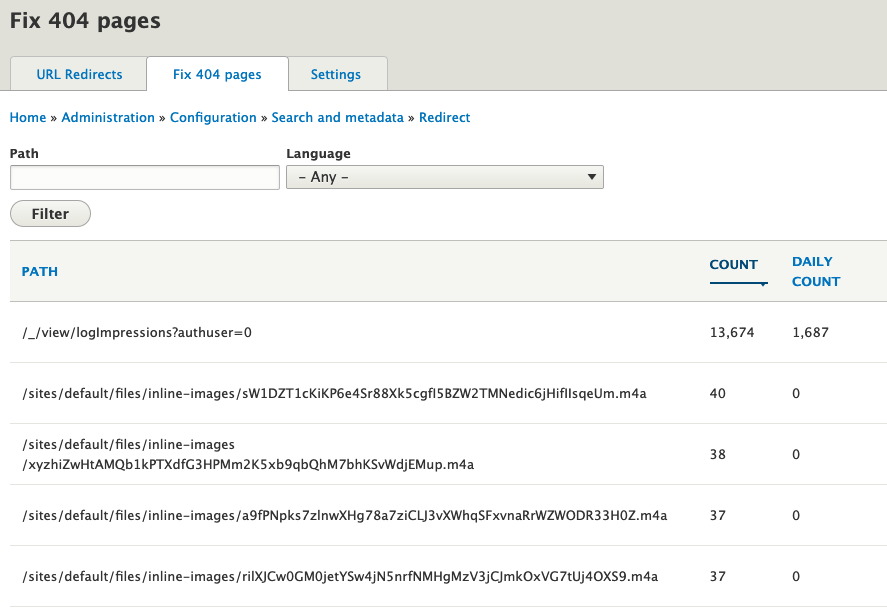 Fix 404 pages
URL Redirects Fix 404 pages Settings
Home » Administration » Configuration » Search and metadata » Redirect
Path Language
– Any –
Filter
PATH COUNT DAILY COUNT
/_/view/logImpressions?authuser=0 13,674 1,687
/sites/default/files/inline-images/sW1DZT1cKiKP6e4Sr88Xk5cgfI5BZW2TMNedic6jHifIIsqeUm.m4a 40 0
/sites/default/files/inline-images
/xyzhiZwHtAMQb1kPTXdfG3HPMm2K5xb9qbQhM7bhKSvWdjEMup.m4a 38 0
/sites/default/files/inline-images/a9fPNpks7zlnwXHg78a7ziCLJ3vXWhqSFxvnaRrWZWODR33H0Z.m4a 37 0
/sites/default/files/inline-images/rilXJCw0GM0jetYSw4jN5nrfNMHgMzV3jCJmkOxVG7tUj4OXS9.m4a 37 0